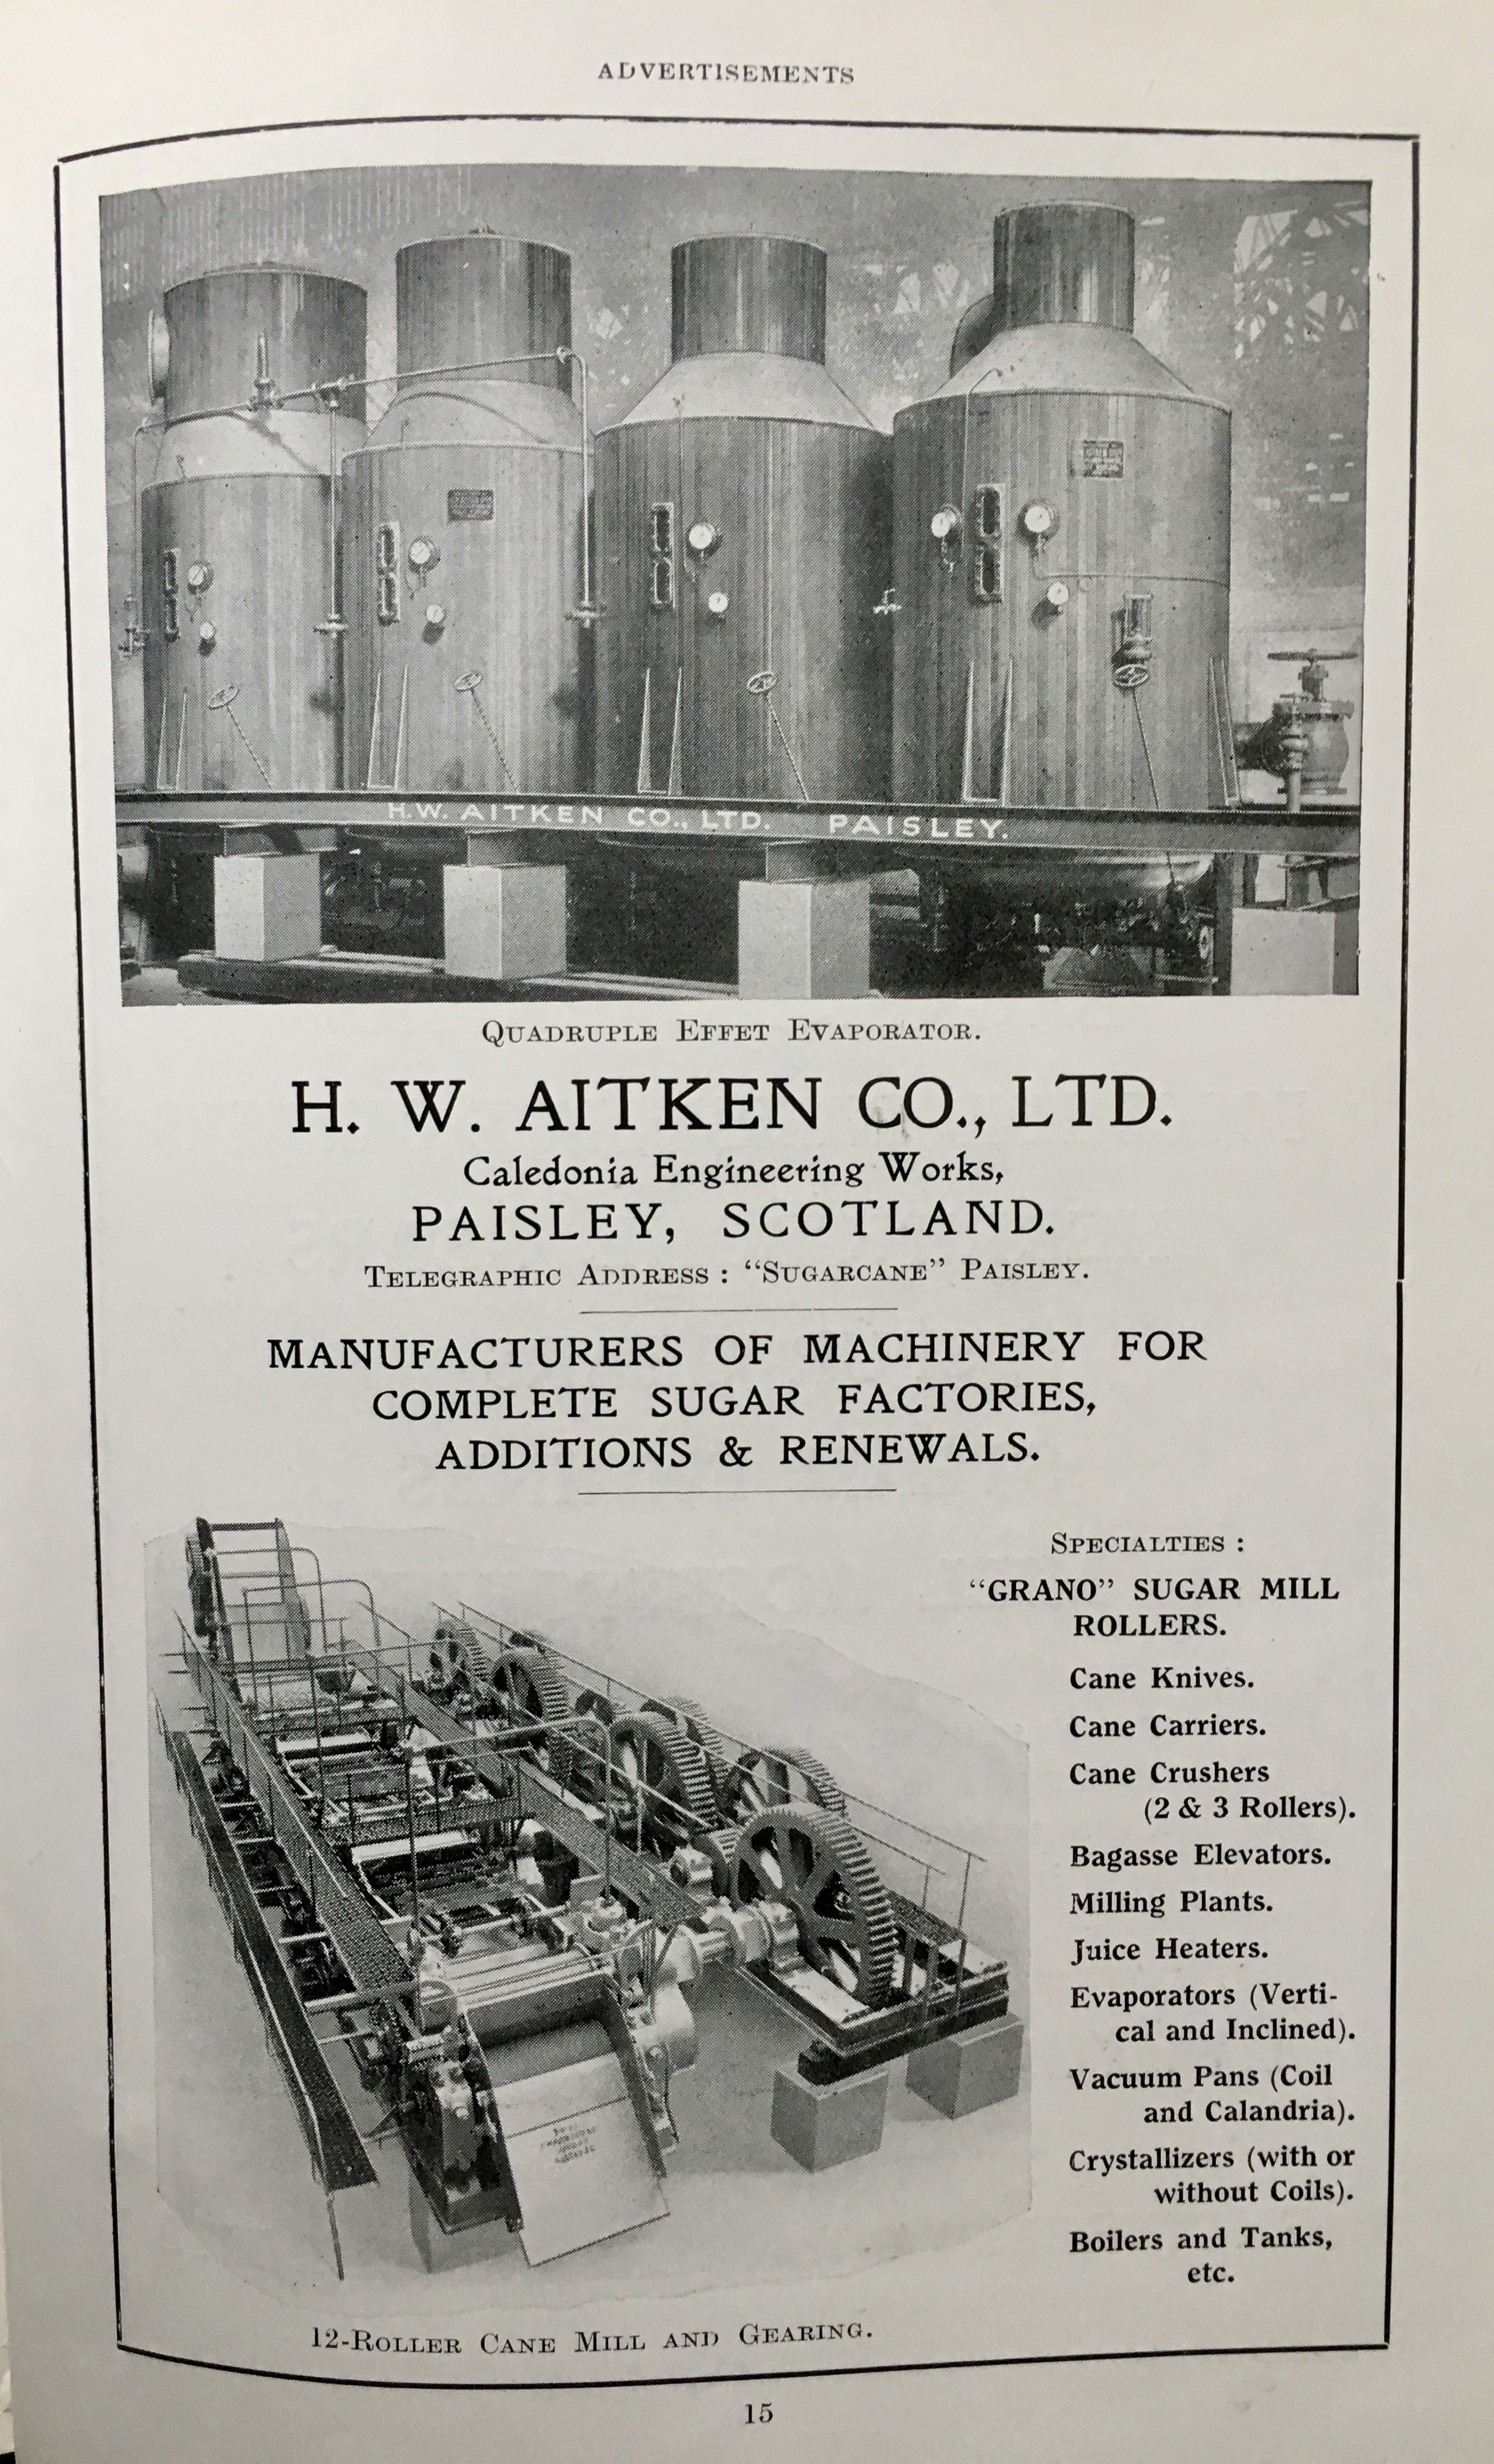 ADVERTISEMENTS
H.W. AITKEN CO., LTD. PAISLEY.
QUADRUPLE EFFET EVAPORATOR.
H. W. AITKEN CO., LTD.
Caledonia Engineering Works,
PAISLEY, SCOTLAND.
TELEGRAPHIC ADDRESS : “SUGARCANE” PAISLEY.
MANUFACTURERS OF MACHINERY FOR
COMPLETE SUGAR FACTORIES,
ADDITIONS & RENEWALS.
SPECIALTIES :
“GRANO” SUGAR MILL
ROLLERS.
Cane Knives.
Cane Carriers.
Cane Crushers
(2 & 3 Rollers).
Bagasse Elevators.
Milling Plants.
Juice Heaters.
Evaporators (Verti-
cal and Inclined).
Vacuum Pans (Coil
and Calandria).
Crystallizers (with or
without Coils).
Boilers and Tanks,
etc.
12-ROLLER CANE MILL AND GEARING.
15